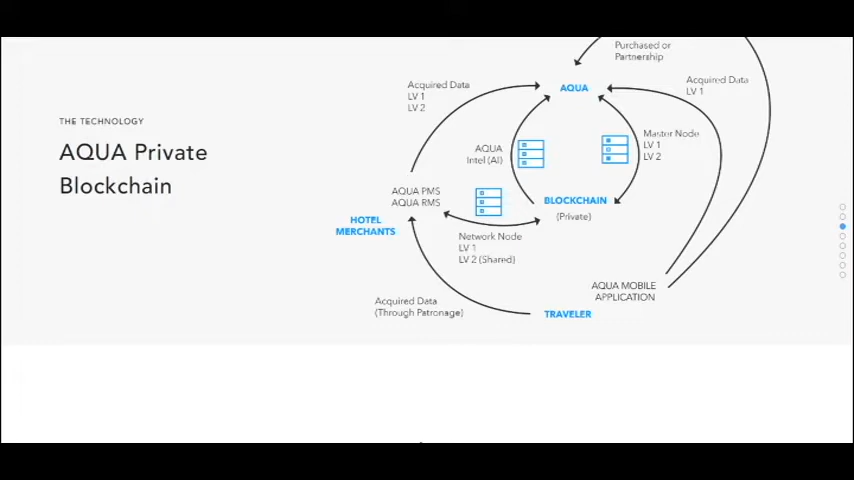 Purchased or
Partnership
Acquired Data
LV 1
LV 2
Acquired Data
LV 1
AQUA
THE TECHNOLOGY
AQUA Private
Blockchain
AQUA
Intel (AI)
Master Node
LV 1
LV 2
AQUA PMS
AQUA RMS
HOTEL
MERCHANTS
BLOCKCHAIN
(Private)
Network Node
LV 1
LV 2 (Shared)
AQUA MOBILE
APPLICATION
Acquired Data
(Through Patronage)
TRAVELER